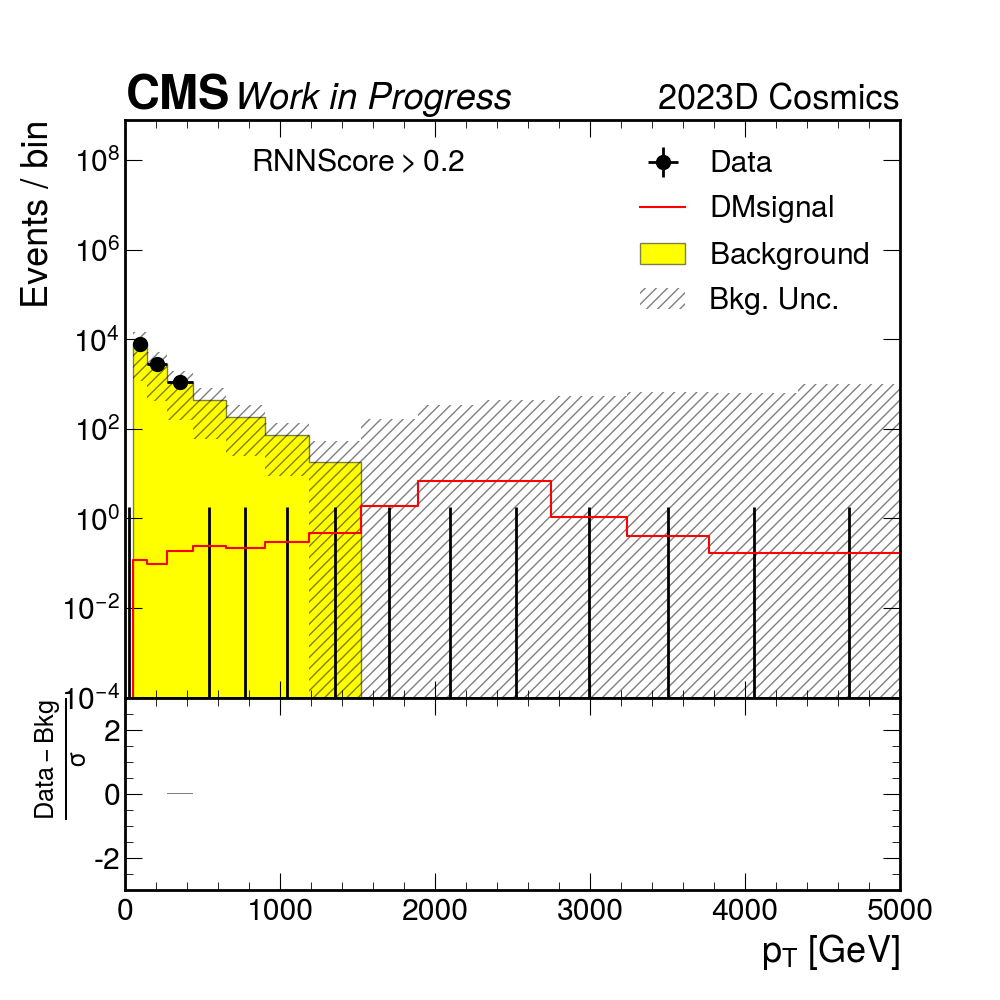 CMS Work in Progress 2023D Cosmics
RNNScore > 0.2
Data
DMsignal
Background
Bkg. Unc.
Events / bin
10⁸
10⁶
10⁴
10²
10⁰
10⁻²
10⁻⁴
Data – Bkg
σ
2
0
-2
0 1000 2000 3000 4000 5000
p_T [GeV]